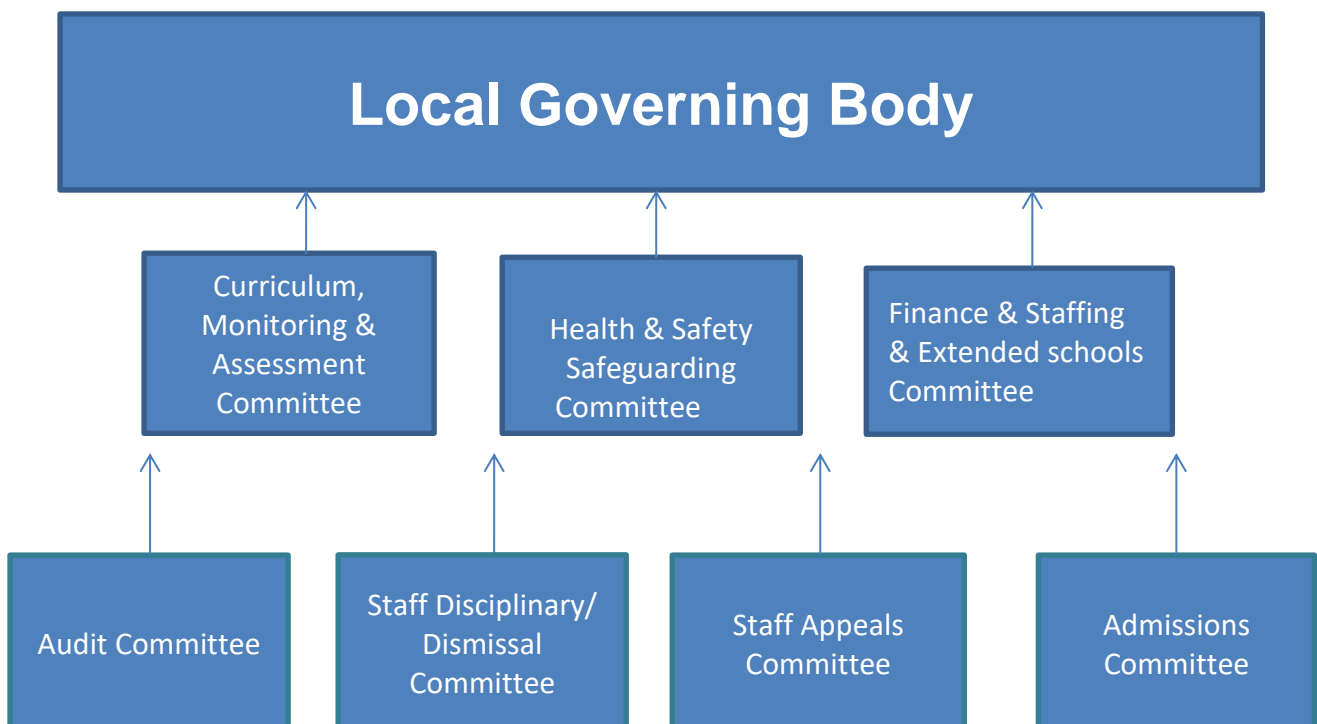 Local Governing Body
Curriculum,
Monitoring &
Assessment
Committee
Health & Safety
Safeguarding
Committee
Finance & Staffing
& Extended schools
Committee
Audit Committee
Staff Disciplinary/
Dismissal
Committee
Staff Appeals
Committee
Admissions
Committee